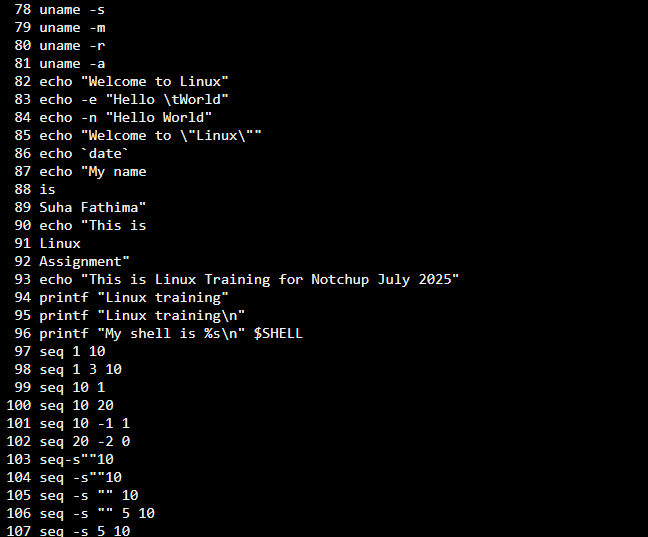 78 uname -s
79 uname -m
80 uname -r
81 uname -a
82 echo "Welcome to Linux"
83 echo -e "Hello \tWorld"
84 echo -n "Hello World"
85 echo "Welcome to \"Linux\""
86 echo `date`
87 echo "My name
88 is
89 Suha Fathima"
90 echo "This is
91 Linux
92 Assignment"
93 echo "This is Linux Training for Notchup July 2025"
94 printf "Linux training"
95 printf "Linux training\n"
96 printf "My shell is %s\n" $SHELL
97 seq 1 10
98 seq 1 3 10
99 seq 10 1
100 seq 10 20
101 seq 10 -1 1
102 seq 20 -2 0
103 seq-s""10
104 seq -s""10
105 seq -s "" 10
106 seq -s "" 5 10
107 seq -s 5 10